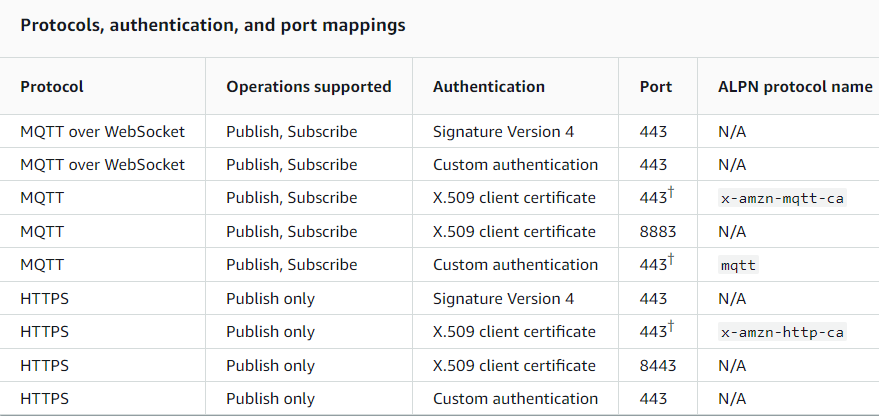 Protocols, authentication, and port mappings
Protocol Operations supported Authentication Port ALPN protocol name
MQTT over WebSocket Publish, Subscribe Signature Version 4 443 N/A
MQTT over WebSocket Publish, Subscribe Custom authentication 443 N/A
MQTT Publish, Subscribe X.509 client certificate 443† x-amzn-mqtt-ca
MQTT Publish, Subscribe X.509 client certificate 8883 N/A
MQTT Publish, Subscribe Custom authentication 443† mqtt
HTTPS Publish only Signature Version 4 443 N/A
HTTPS Publish only X.509 client certificate 443† x-amzn-http-ca
HTTPS Publish only X.509 client certificate 8443 N/A
HTTPS Publish only Custom authentication 443 N/A